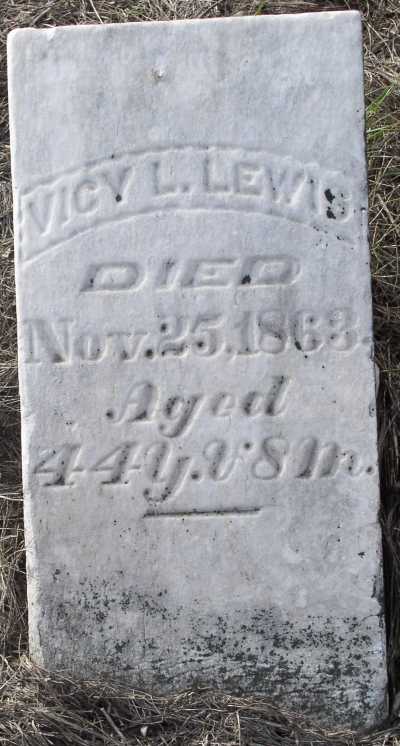 VICY L. LEWIS
DIED
Nov. 25, 1863.
Aged
44y. & 8m.